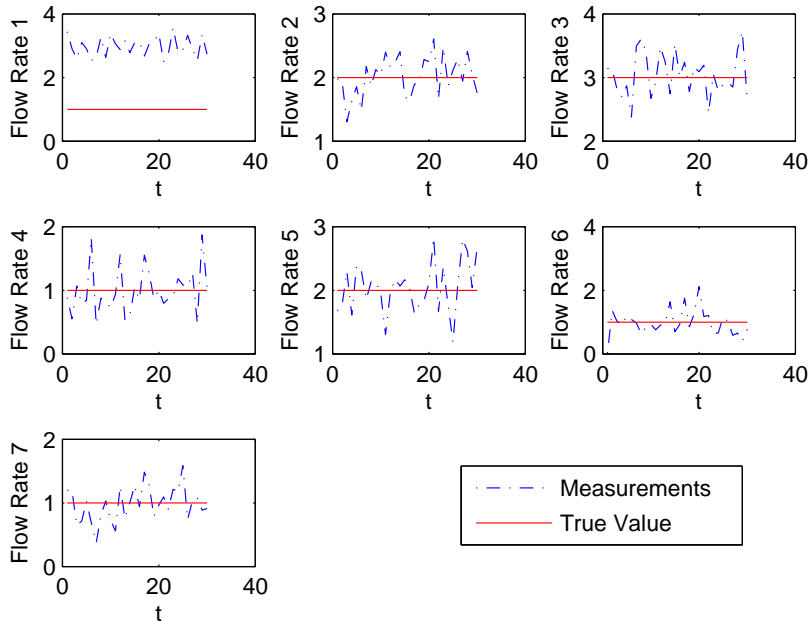 4
2
0
Flow Rate 1
0
20
40
t
3
2
1
Flow Rate 2
0
20
40
t
4
3
2
Flow Rate 3
0
20
40
t
2
1
0
Flow Rate 4
0
20
40
t
3
2
1
Flow Rate 5
0
20
40
t
4
2
0
Flow Rate 6
0
20
40
t
2
1
0
Flow Rate 7
0
20
40
t
Measurements
True Value